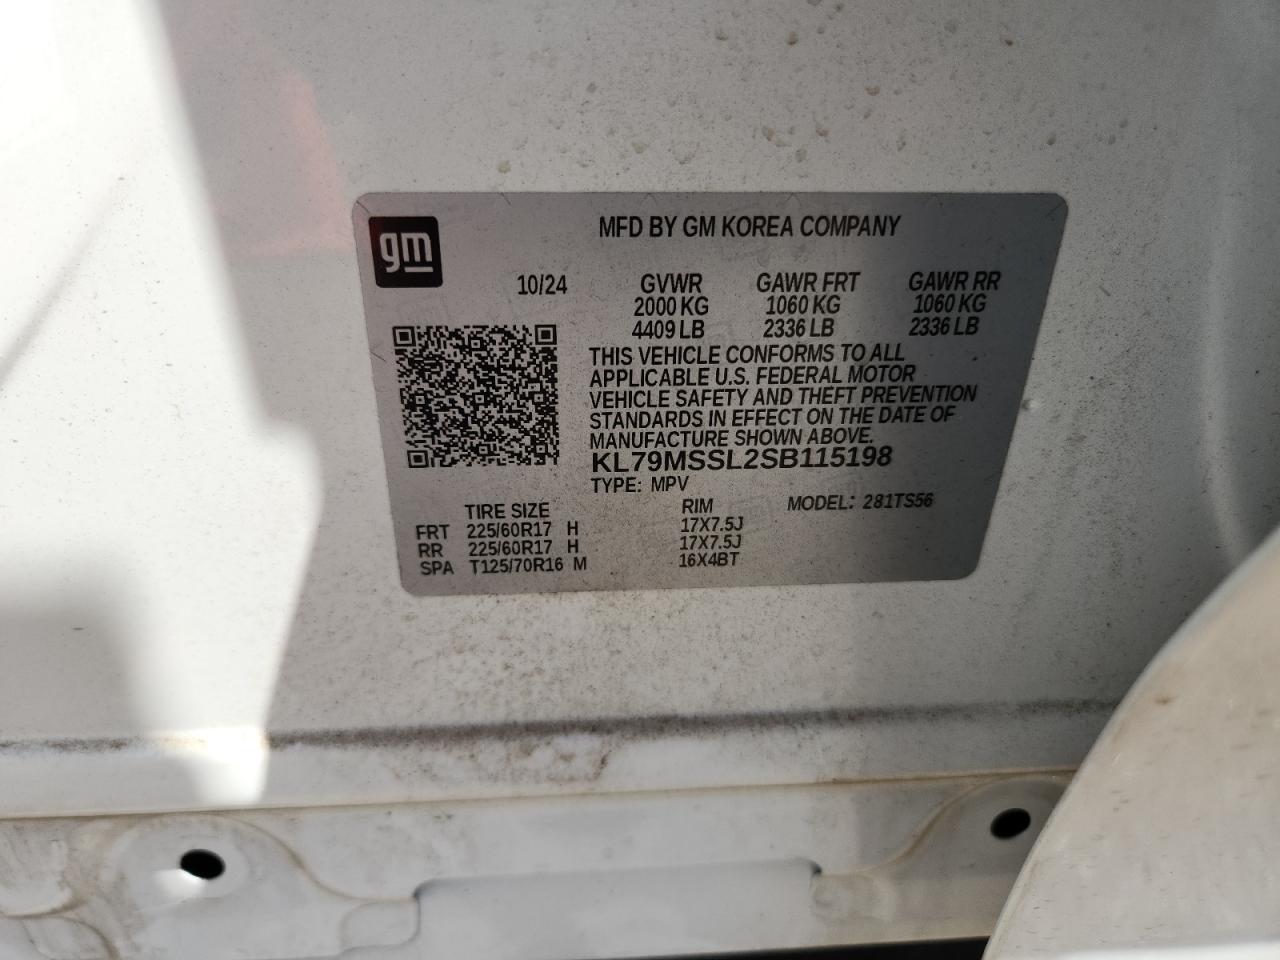 gm
MFD BY GM KOREA COMPANY
10/24 GVWR GAWR FRT GAWR RR
2000 KG 1060 KG 1060 KG
4409 LB 2336 LB 2336 LB
THIS VEHICLE CONFORMS TO ALL
APPLICABLE U.S. FEDERAL MOTOR
VEHICLE SAFETY AND THEFT PREVENTION
STANDARDS IN EFFECT ON THE DATE OF
MANUFACTURE SHOWN ABOVE.
KL79MSSL2SB115198
TYPE: MPV
TIRE SIZE RIM MODEL: 281TS56
FRT 225/60R17 H 17X7.5J
RR 225/60R17 H 17X7.5J
SPA T125/70R16 M 16X4BT